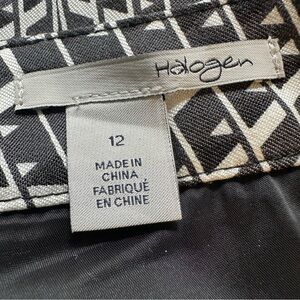 Halogen
12
MADE IN
CHINA
FABRIQUÉ
EN CHINE